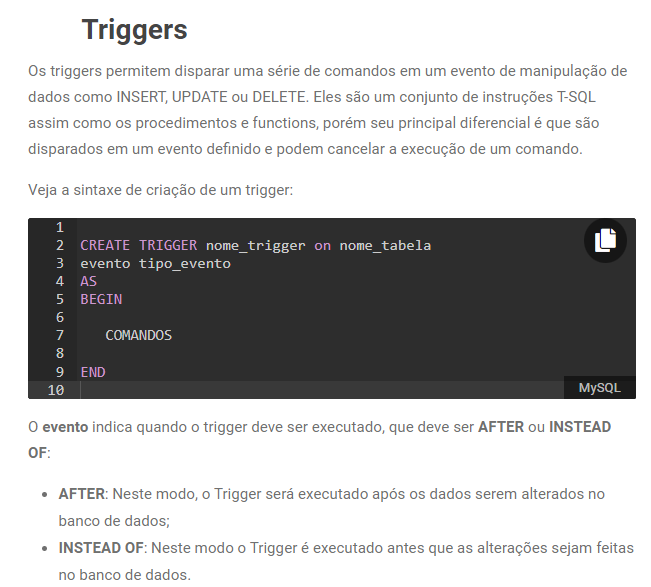 Triggers
Os triggers permitem disparar uma série de comandos em um evento de manipulação de
dados como INSERT, UPDATE ou DELETE. Eles são um conjunto de instruções T-SQL
assim como os procedimentos e functions, porém seu principal diferencial é que são
disparados em um evento definido e podem cancelar a execução de um comando.
Veja a sintaxe de criação de um trigger:
1
2 CREATE TRIGGER nome_trigger on nome_tabela
3 evento tipo_evento
4 AS
5 BEGIN
6
7 COMANDOS
8
9 END
10
MySQL
O evento indica quando o trigger deve ser executado, que deve ser AFTER ou INSTEAD
OF:
• AFTER: Neste modo, o Trigger será executado após os dados serem alterados no
banco de dados;
• INSTEAD OF: Neste modo o Trigger é executado antes que as alterações sejam feitas
no banco de dados.